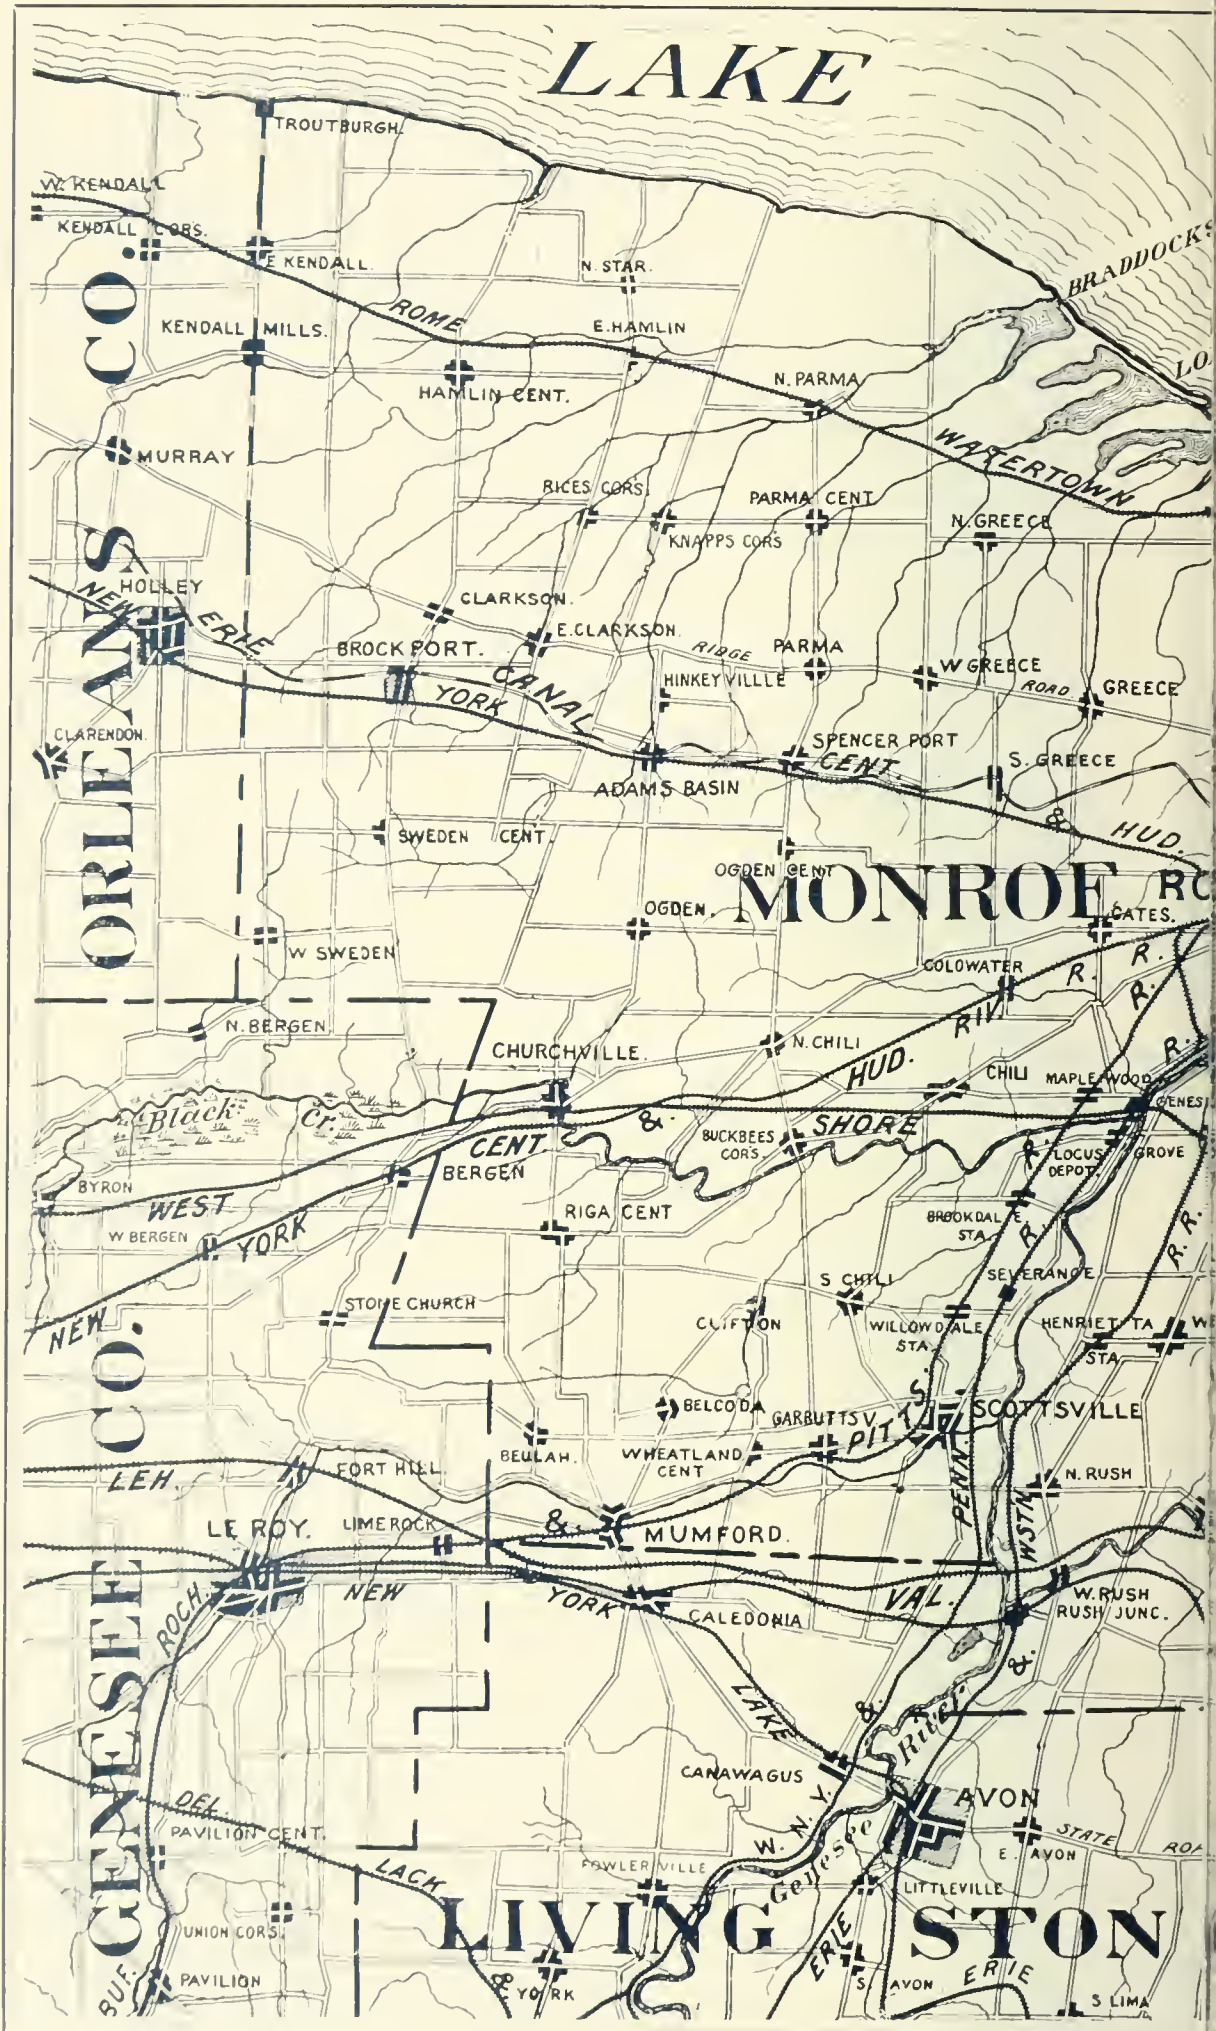 LAKE
TROUTBURGH.
W. KENDALL
KENDALL CORS.
E KENDALL.
N. STAR.
BRADDOCKS
ROME
KENDALL MILLS.
E. HAMLIN
HAMLIN CENT.
N. PARMA
WATERTOWN
MURRAY
RICES CORS.
PARMA CENT
KNAPPS CORS
N. GREECE
ORLEANS CO.
HOLLEY
NEW
ERIE
CLARKSON.
E. CLARKSON.
BROCKPORT.
CANAL
YORK
RIDGE
PARMA
HINKEYVILLLE
W GREECE
ROAD
GREECE
CLARENDON.
SPENCER PORT
CENT.
S. GREECE
ADAMS BASIN
&
HUD.
SWEDEN CENT.
OGDEN CENT
MONROE
OGDEN.
GATES.
W SWEDEN
COLDWATER
R. R.
R.
RIV.
N. BERGEN.
CHURCHVILLE.
N. CHILI
HUD.
CHILI
MAPLEWOOD
R.
Black Cr.
&.
SHORE
CENT.
BUCKBEES
CORS.
LOCUS
DEPOT.
GROVE
BERGEN
BYRON
WEST
RIGA CENT
R.
BROOKDALE
STA.
W BERGEN
YORK
R.
R. R.
S CHILI
SEVERANCE
STONE CHURCH
CLIFTON
WILLOWDALE
STA.
HENRIETTA
STA.
NEW
BELCODA
GARBUTTSV.
PITTS.
SCOTTSVILLE
BEULAH.
WHEATLAND
CENT
LEH.
FORT HILL.
PENN.
N. RUSH
LE ROY.
LIMEROCK
&.
MUMFORD.
WSTN
NEW
YORK
VAL.
W. RUSH
RUSH JUNC.
ROCH.
CALEDONIA
&.
LAKE
&.
GENESEE CO.
River
CANAWAGUS
AVON
DEL.
PAVILION CENT.
W. N. Y.
Genesee
E. AVON
STATE
LACK
FOWLERVILLE
LITTLEVILLE
UNION CORS.
LIVINGSTON
ERIE
BUF.
PAVILION
&
YORK
S. AVON
ERIE
S LIMA